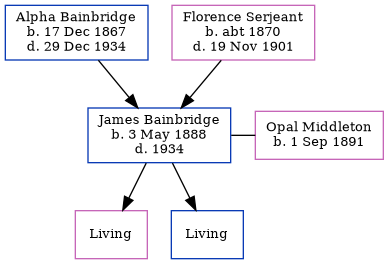 Alpha Bainbridge
b. 17 Dec 1867
d. 29 Dec 1934
Florence Serjeant
b. abt 1870
d. 19 Nov 1901
James Bainbridge
b. 3 May 1888
d. 1934
Opal Middleton
b. 1 Sep 1891
Living
Living